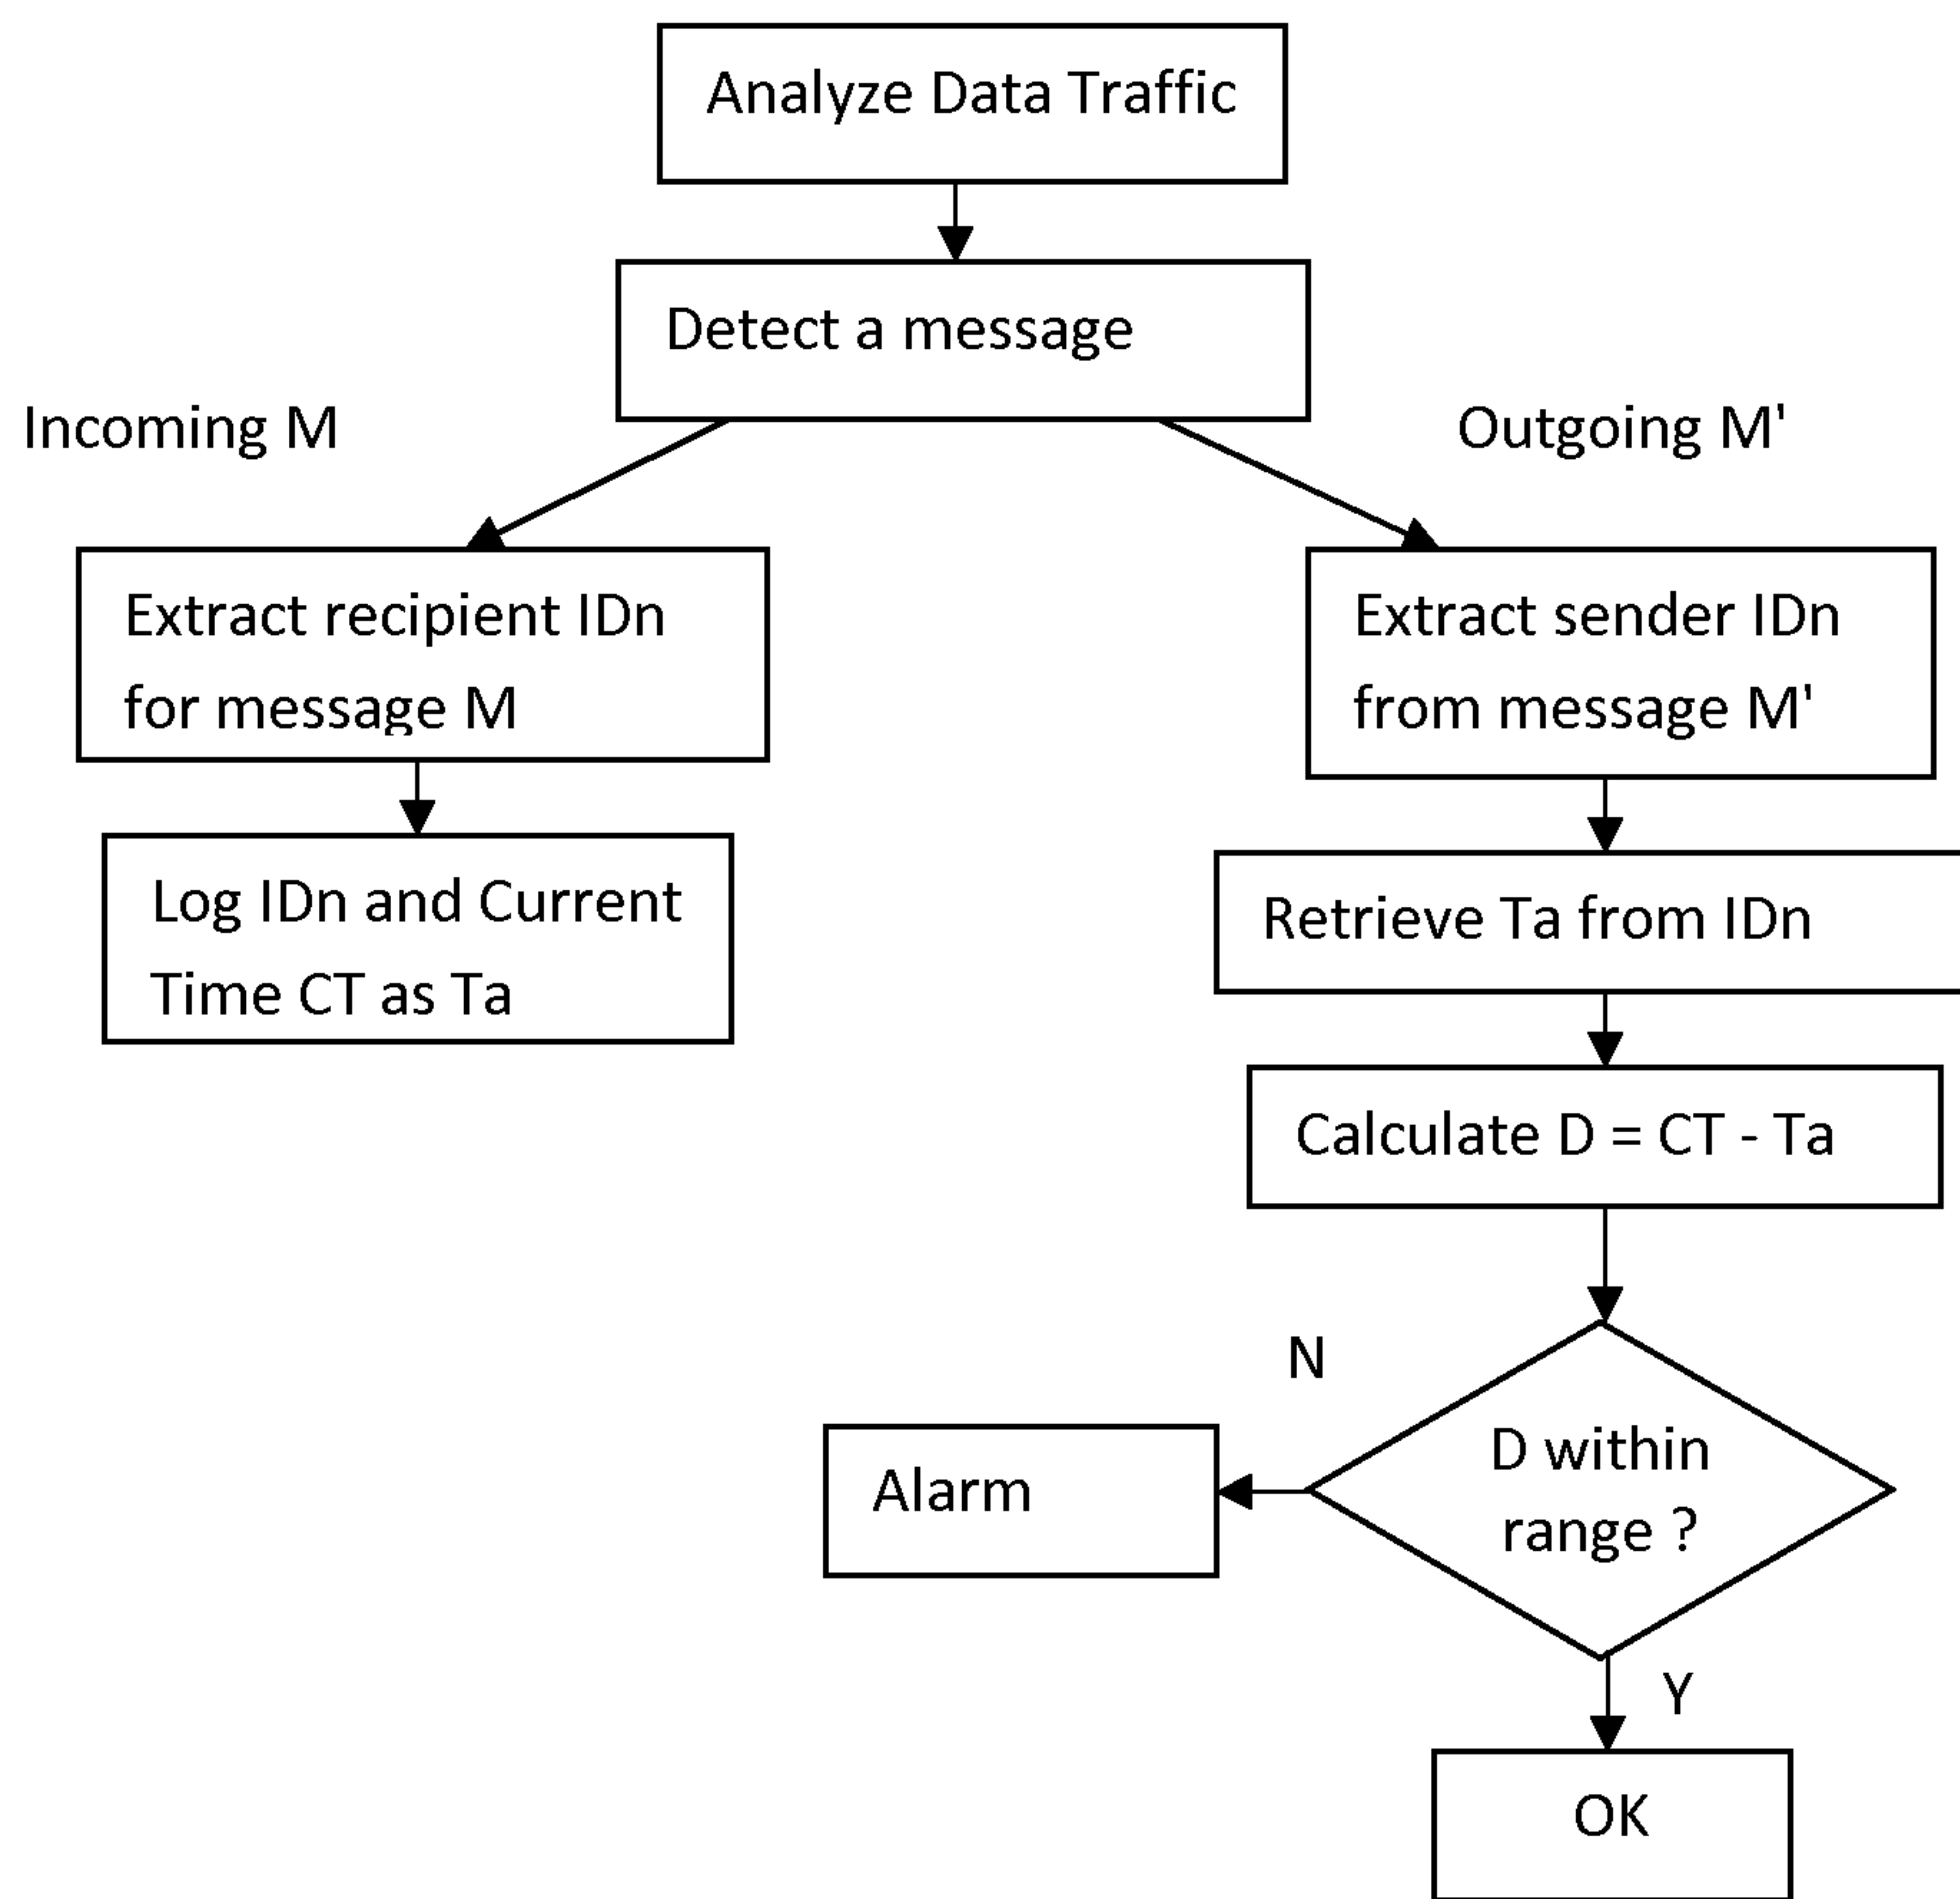 Analyze Data Traffic
Detect a message
Incoming M
Outgoing M'
Extract recipient IDn
for message M
Extract sender IDn
from message M'
Log IDn and Current
Time CT as Ta
Retrieve Ta from IDn
Calculate D = CT - Ta
N
D within
range ?
Alarm
Y
OK